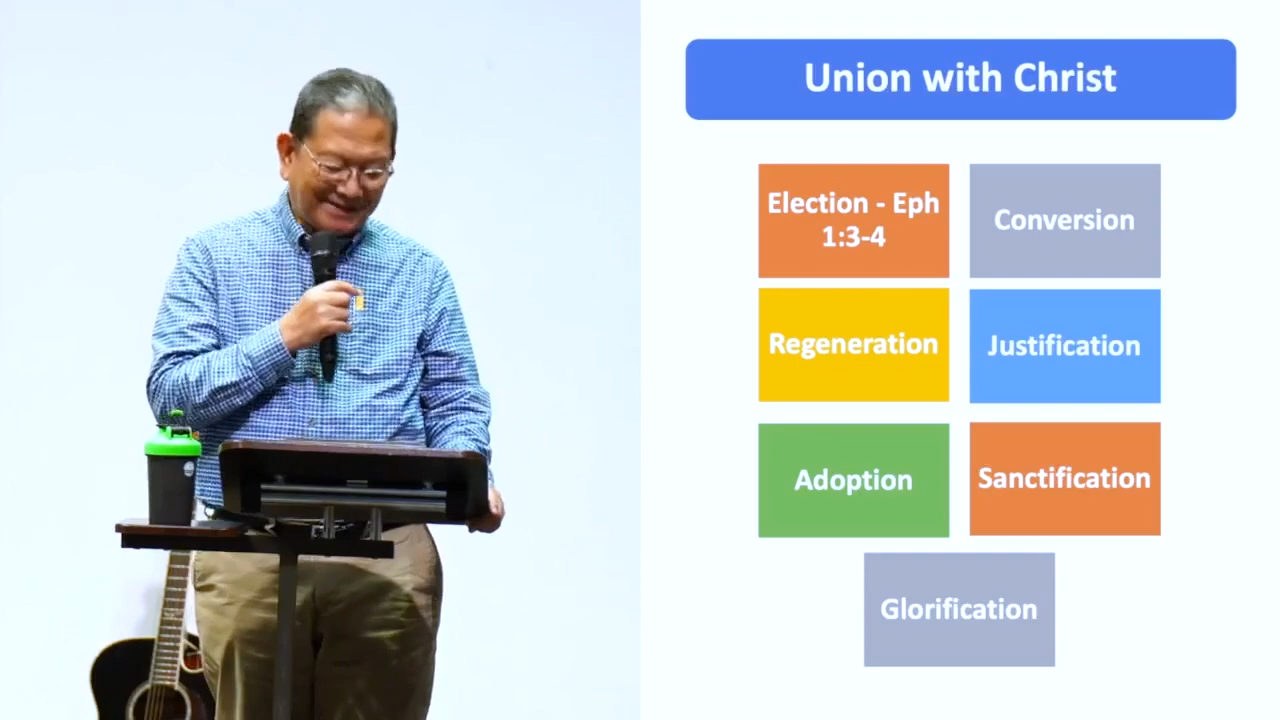 Union with Christ
Election - Eph
1:3-4
Conversion
Regeneration
Justification
Adoption
Sanctification
Glorification